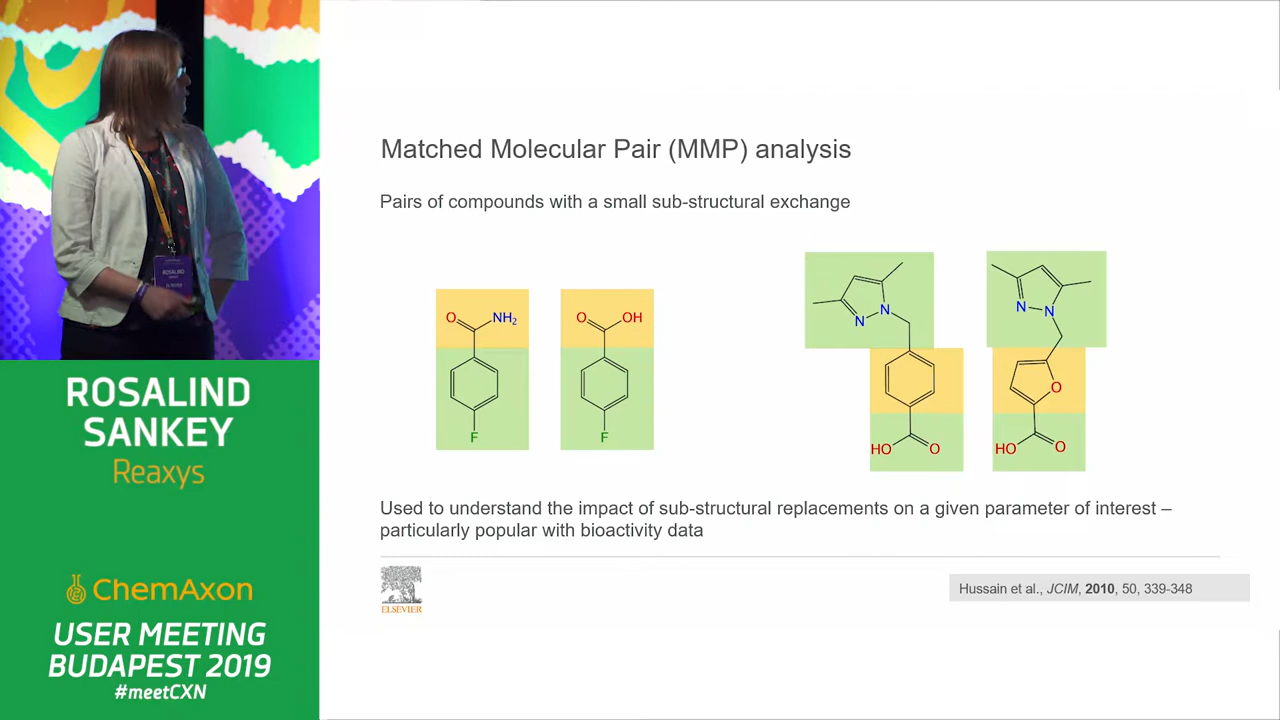 Matched Molecular Pair (MMP) analysis
Pairs of compounds with a small sub-structural exchange
O
NH2
F
O
OH
F
N
N
HO
O
N
N
O
HO
O
Used to understand the impact of sub-structural replacements on a given parameter of interest –
particularly popular with bioactivity data
ELSEVIER
Hussain et al., JCIM, 2010, 50, 339-348
ROSALIND
ROSALIND
SANKEY
Reaxys
ChemAxon
USER MEETING
BUDAPEST 2019
#meetCXN